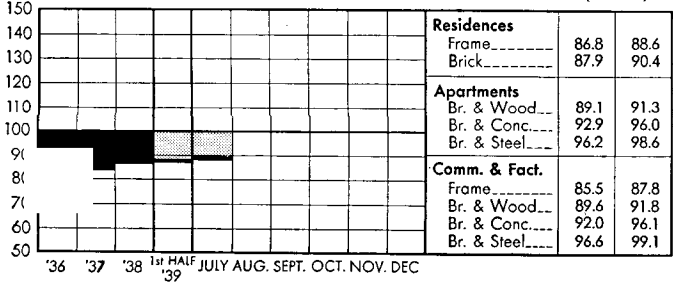 150
140
130
120
110
100
90
80
70
60
50
'36 '37 '38 1st HALF '39 JULY AUG. SEPT. OCT. NOV. DEC
Residences
Frame 86.8 88.6
Brick 87.9 90.4
Apartments
Br. & Wood 89.1 91.3
Br. & Conc. 92.9 96.0
Br. & Steel 96.2 98.6
Comm. & Fact.
Frame 85.5 87.8
Br. & Wood 89.6 91.8
Br. & Conc. 92.0 96.1
Br. & Steel 96.6 99.1